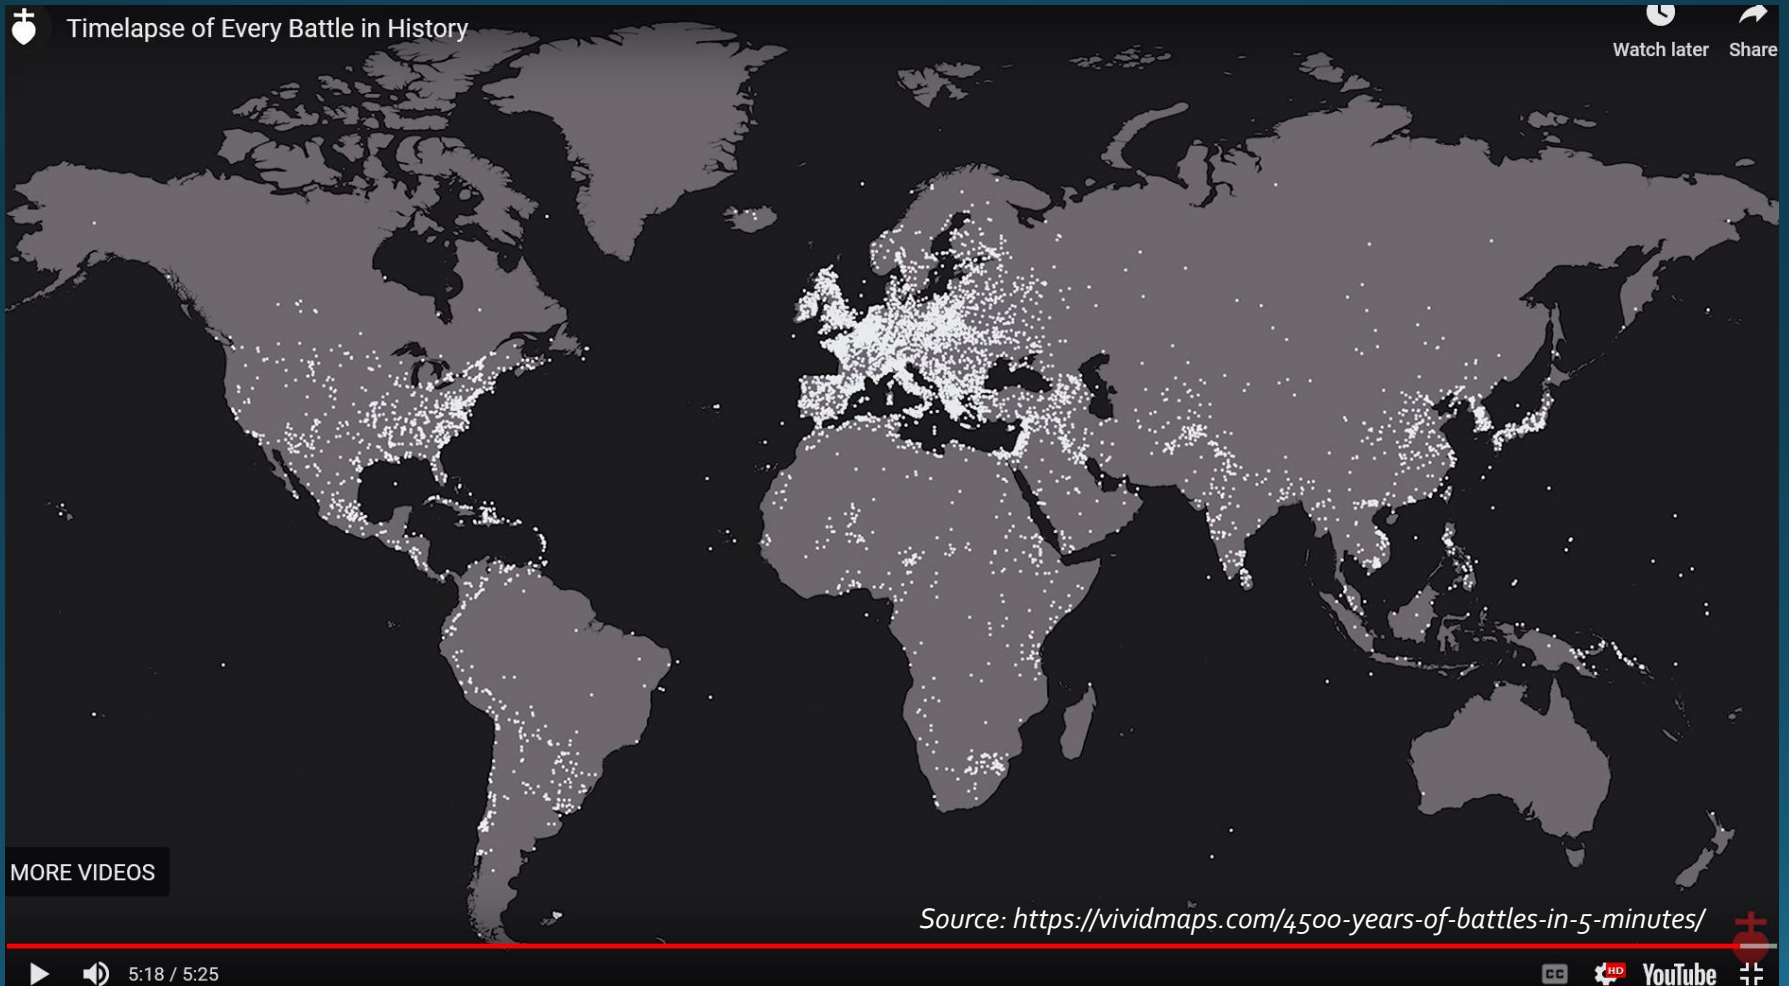 Timelapse of Every Battle in History
Watch later
Share
MORE VIDEOS
Source: https://vividmaps.com/4500-years-of-battles-in-5-minutes/
5:18 / 5:25
CC
HD
YouTube